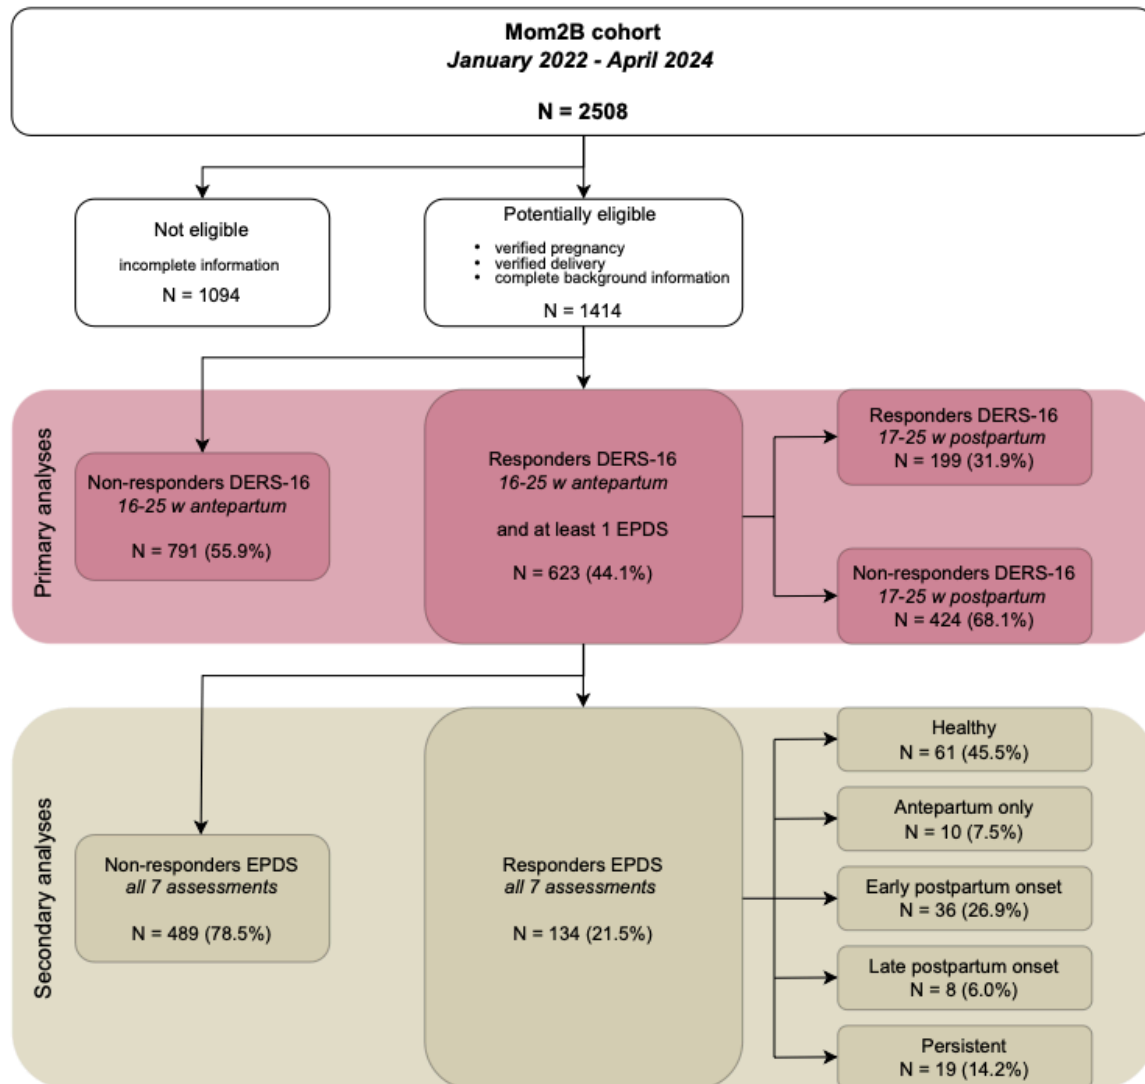 Mom2B cohort
January 2022 - April 2024
N = 2508
Not eligible
incomplete information
N = 1094
Potentially eligible
• verified pregnancy
• verified delivery
• complete background information
N = 1414
Primary analyses
Non-responders DERS-16
16-25 w antepartum
N = 791 (55.9%)
Responders DERS-16
16-25 w antepartum
and at least 1 EPDS
N = 623 (44.1%)
Responders DERS-16
17-25 w postpartum
N = 199 (31.9%)
Non-responders DERS-16
17-25 w postpartum
N = 424 (68.1%)
Secondary analyses
Non-responders EPDS
all 7 assessments
N = 489 (78.5%)
Responders EPDS
all 7 assessments
N = 134 (21.5%)
Healthy
N = 61 (45.5%)
Antepartum only
N = 10 (7.5%)
Early postpartum onset
N = 36 (26.9%)
Late postpartum onset
N = 8 (6.0%)
Persistent
N = 19 (14.2%)